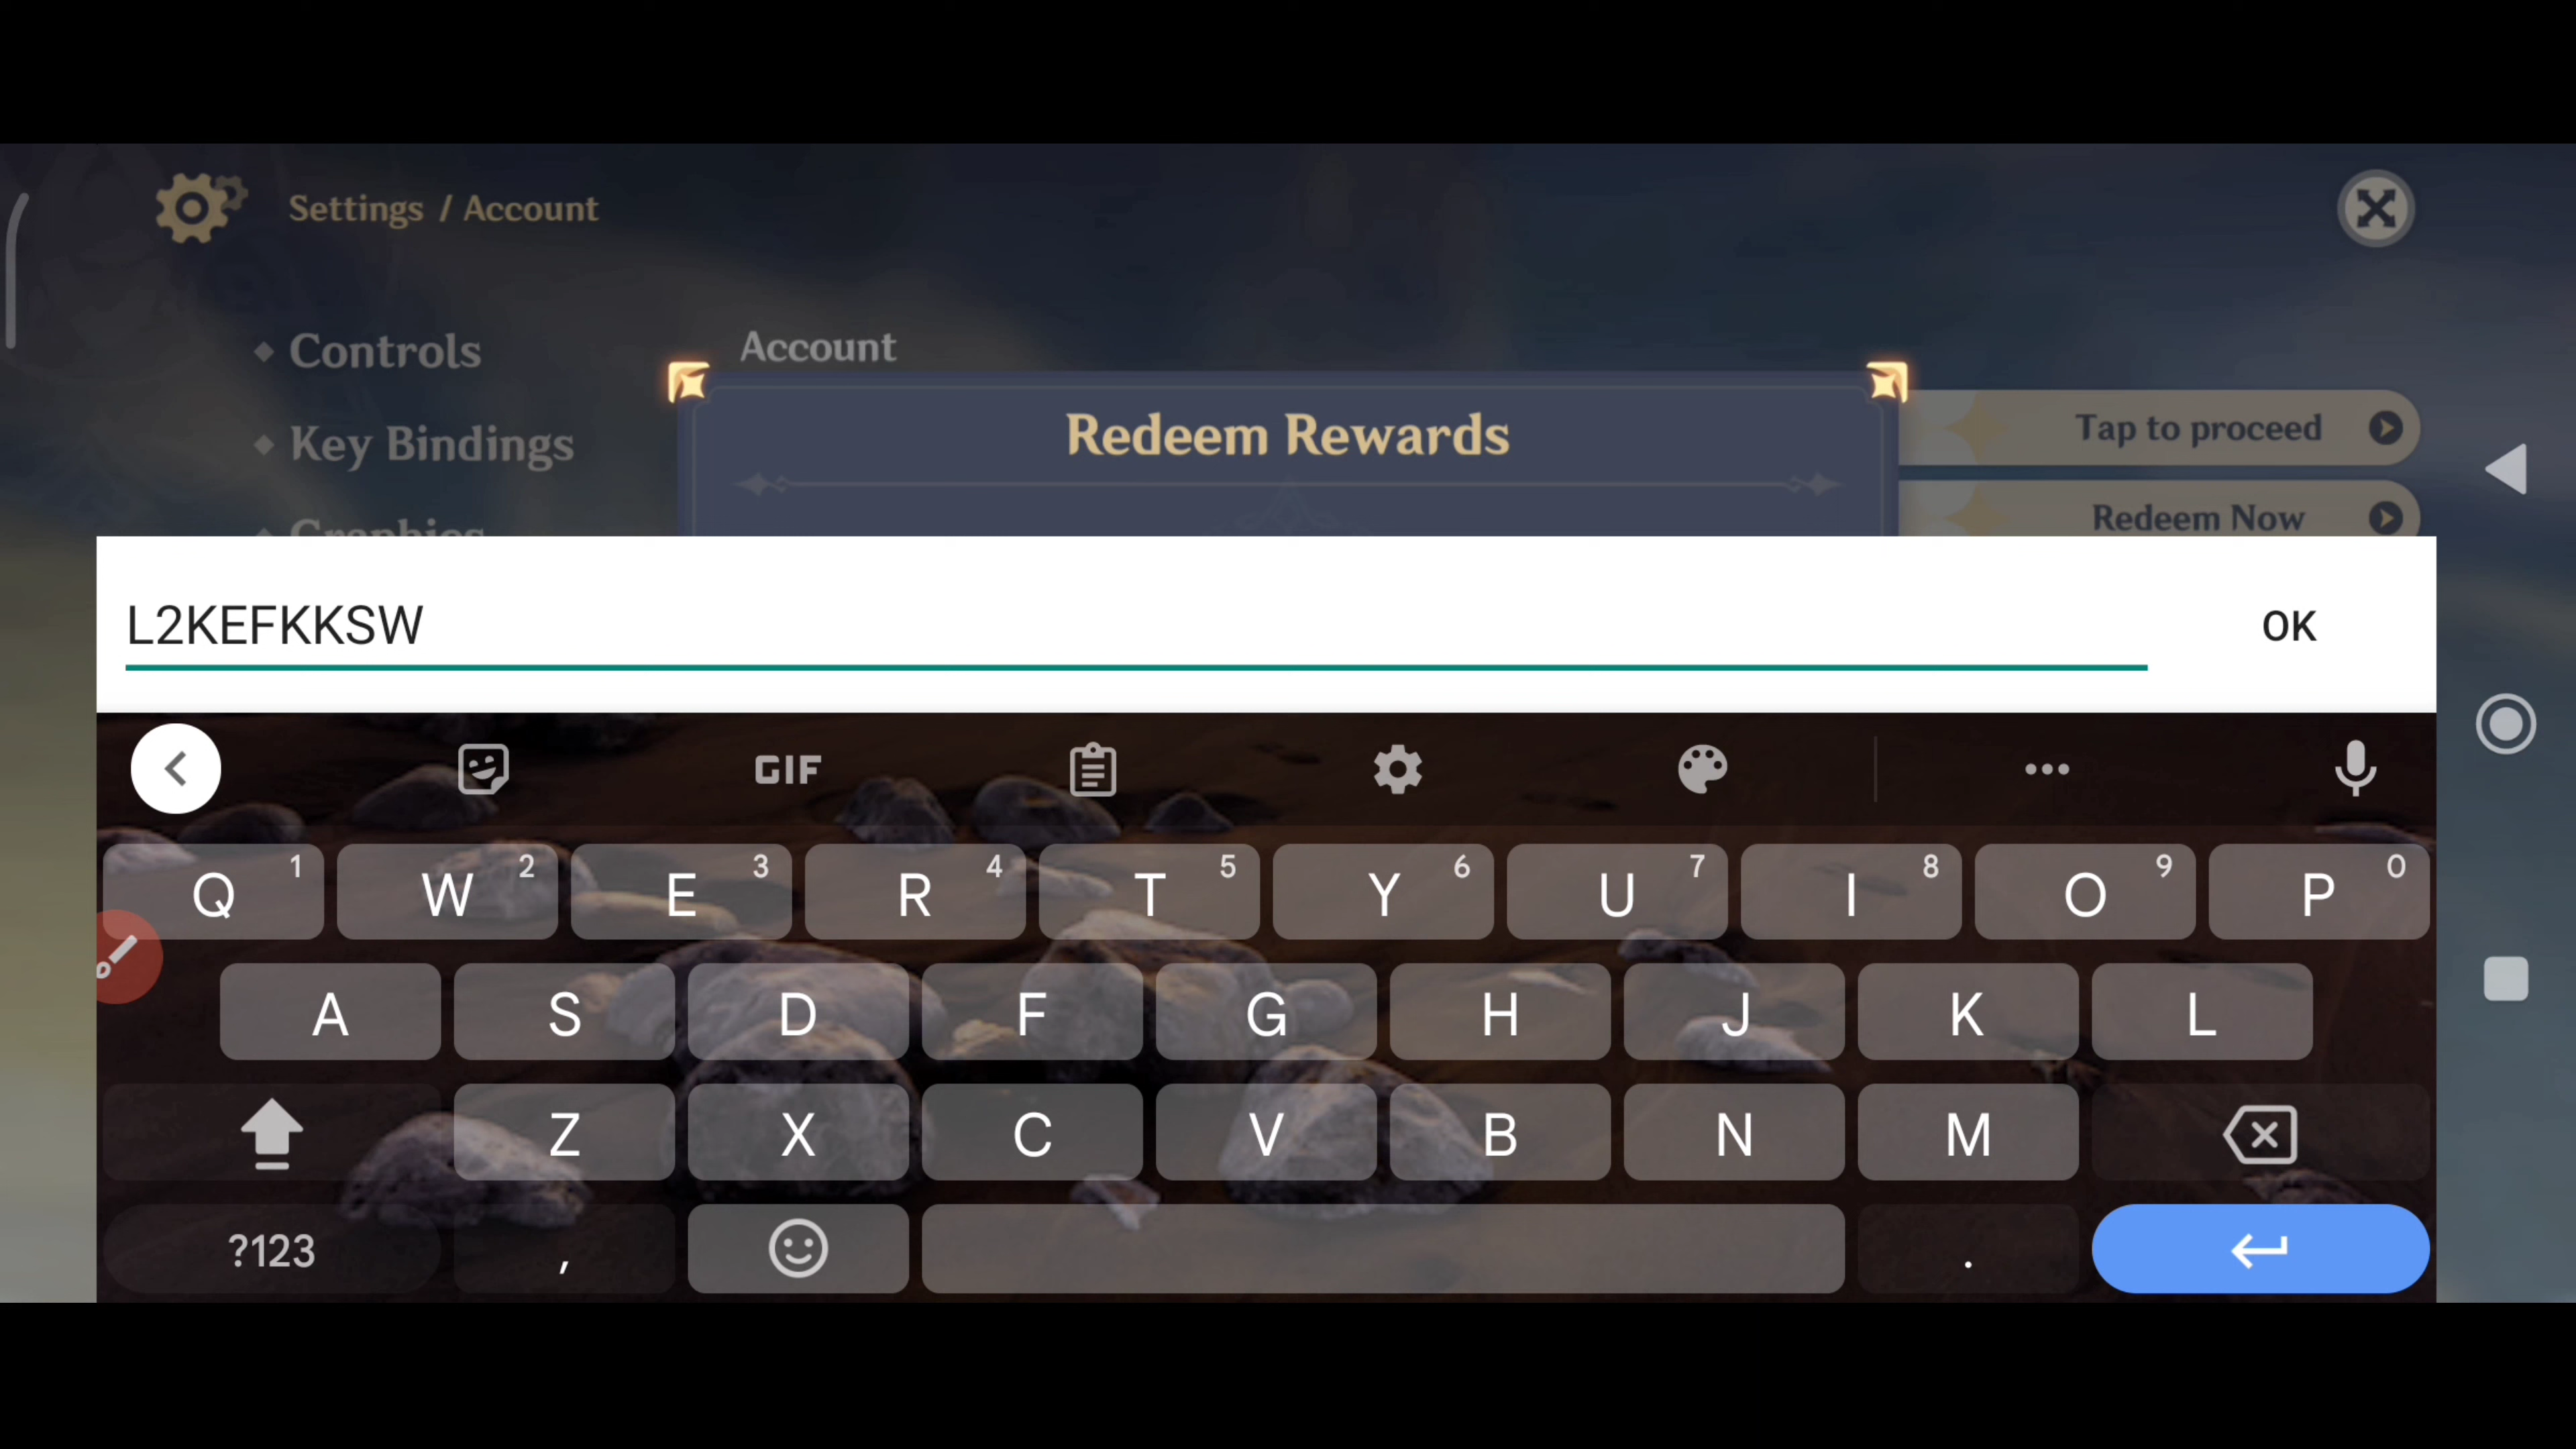 Settings / Account
Controls
Account
Key Bindings
Redeem Rewards
Tap to proceed
Graphics
Redeem Now
L2KEFKKSW
OK
GIF
Q 1 W 2 E 3 R 4 T 5 Y 6 U 7 I 8 O 9 P 0
A S D F G H J K L
Z X C V B N M
?123 , .